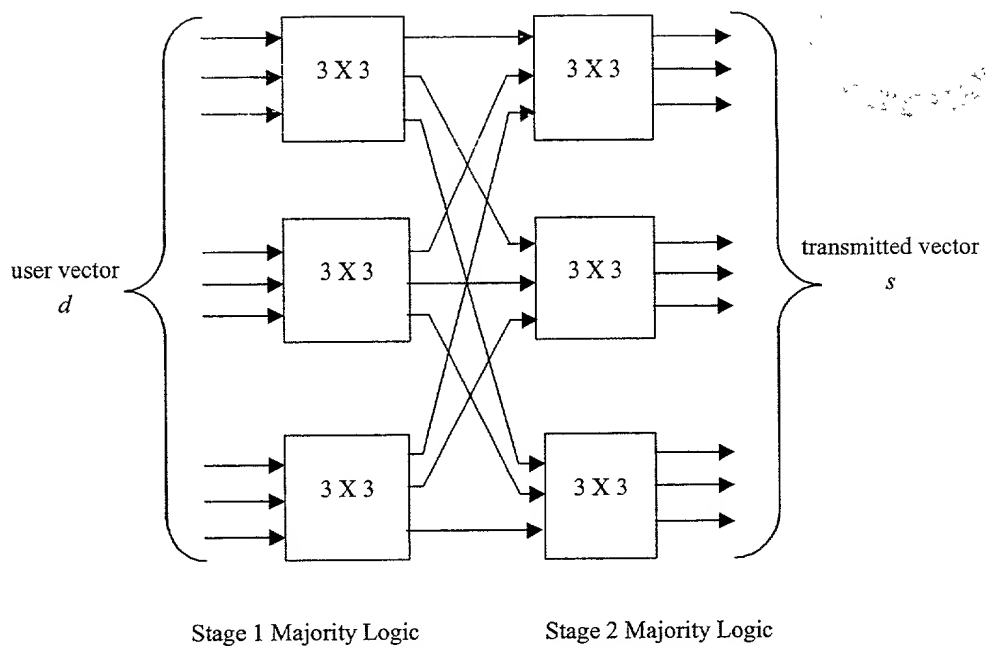 3 X 3
3 X 3
user vector
d
3 X 3
3 X 3
transmitted vector
s
3 X 3
3 X 3
Stage 1 Majority Logic
Stage 2 Majority Logic